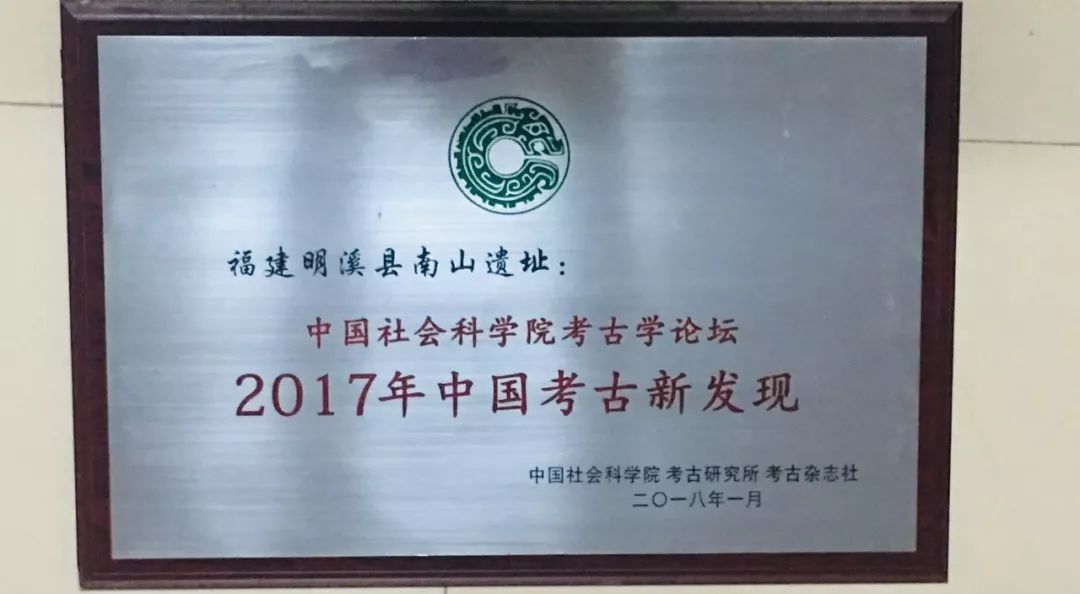 福建明溪县南山遗址：
中国社会科学院考古学论坛
2017年中国考古新发现
中国社会科学院 考古研究所 考古杂志社
二〇一八年一月